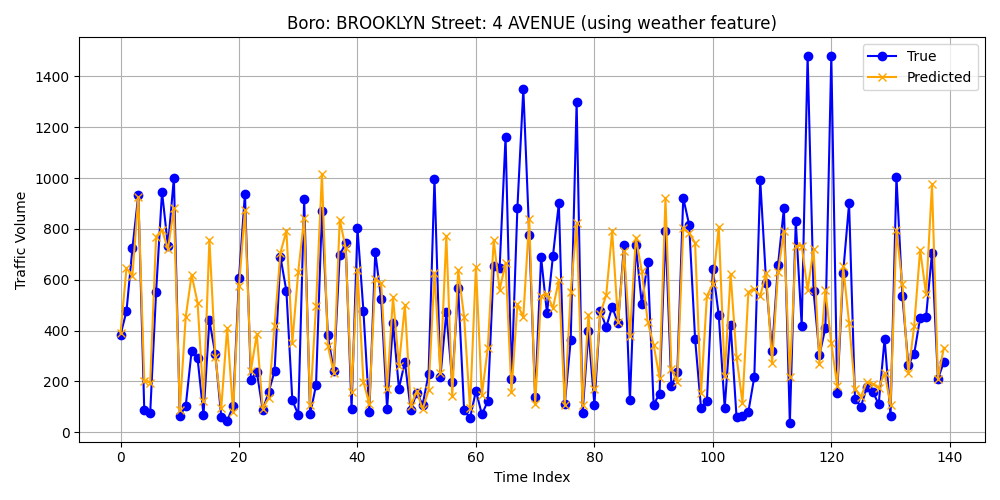 Boro: BROOKLYN Street: 4 AVENUE (using weather feature)
True
Predicted
Traffic Volume
1400
1200
1000
800
600
400
200
0
0 20 40 60 80 100 120 140
Time Index